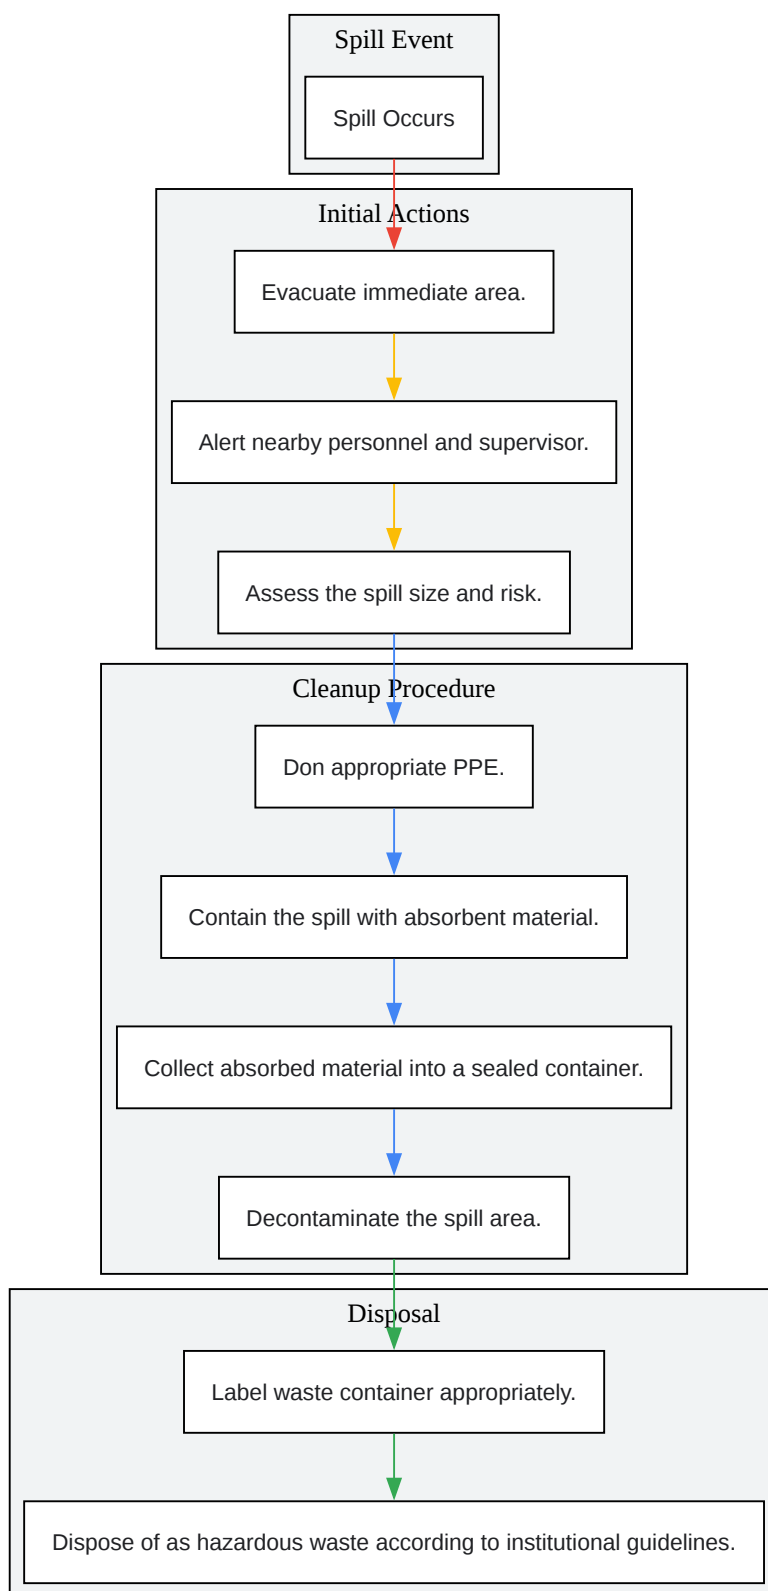 Spill Event
Spill Occurs
Initial Actions
Evacuate immediate area.
Alert nearby personnel and supervisor.
Assess the spill size and risk.
Cleanup Procedure
Don appropriate PPE.
Contain the spill with absorbent material.
Collect absorbed material into a sealed container.
Decontaminate the spill area.
Disposal
Label waste container appropriately.
Dispose of as hazardous waste according to institutional guidelines.